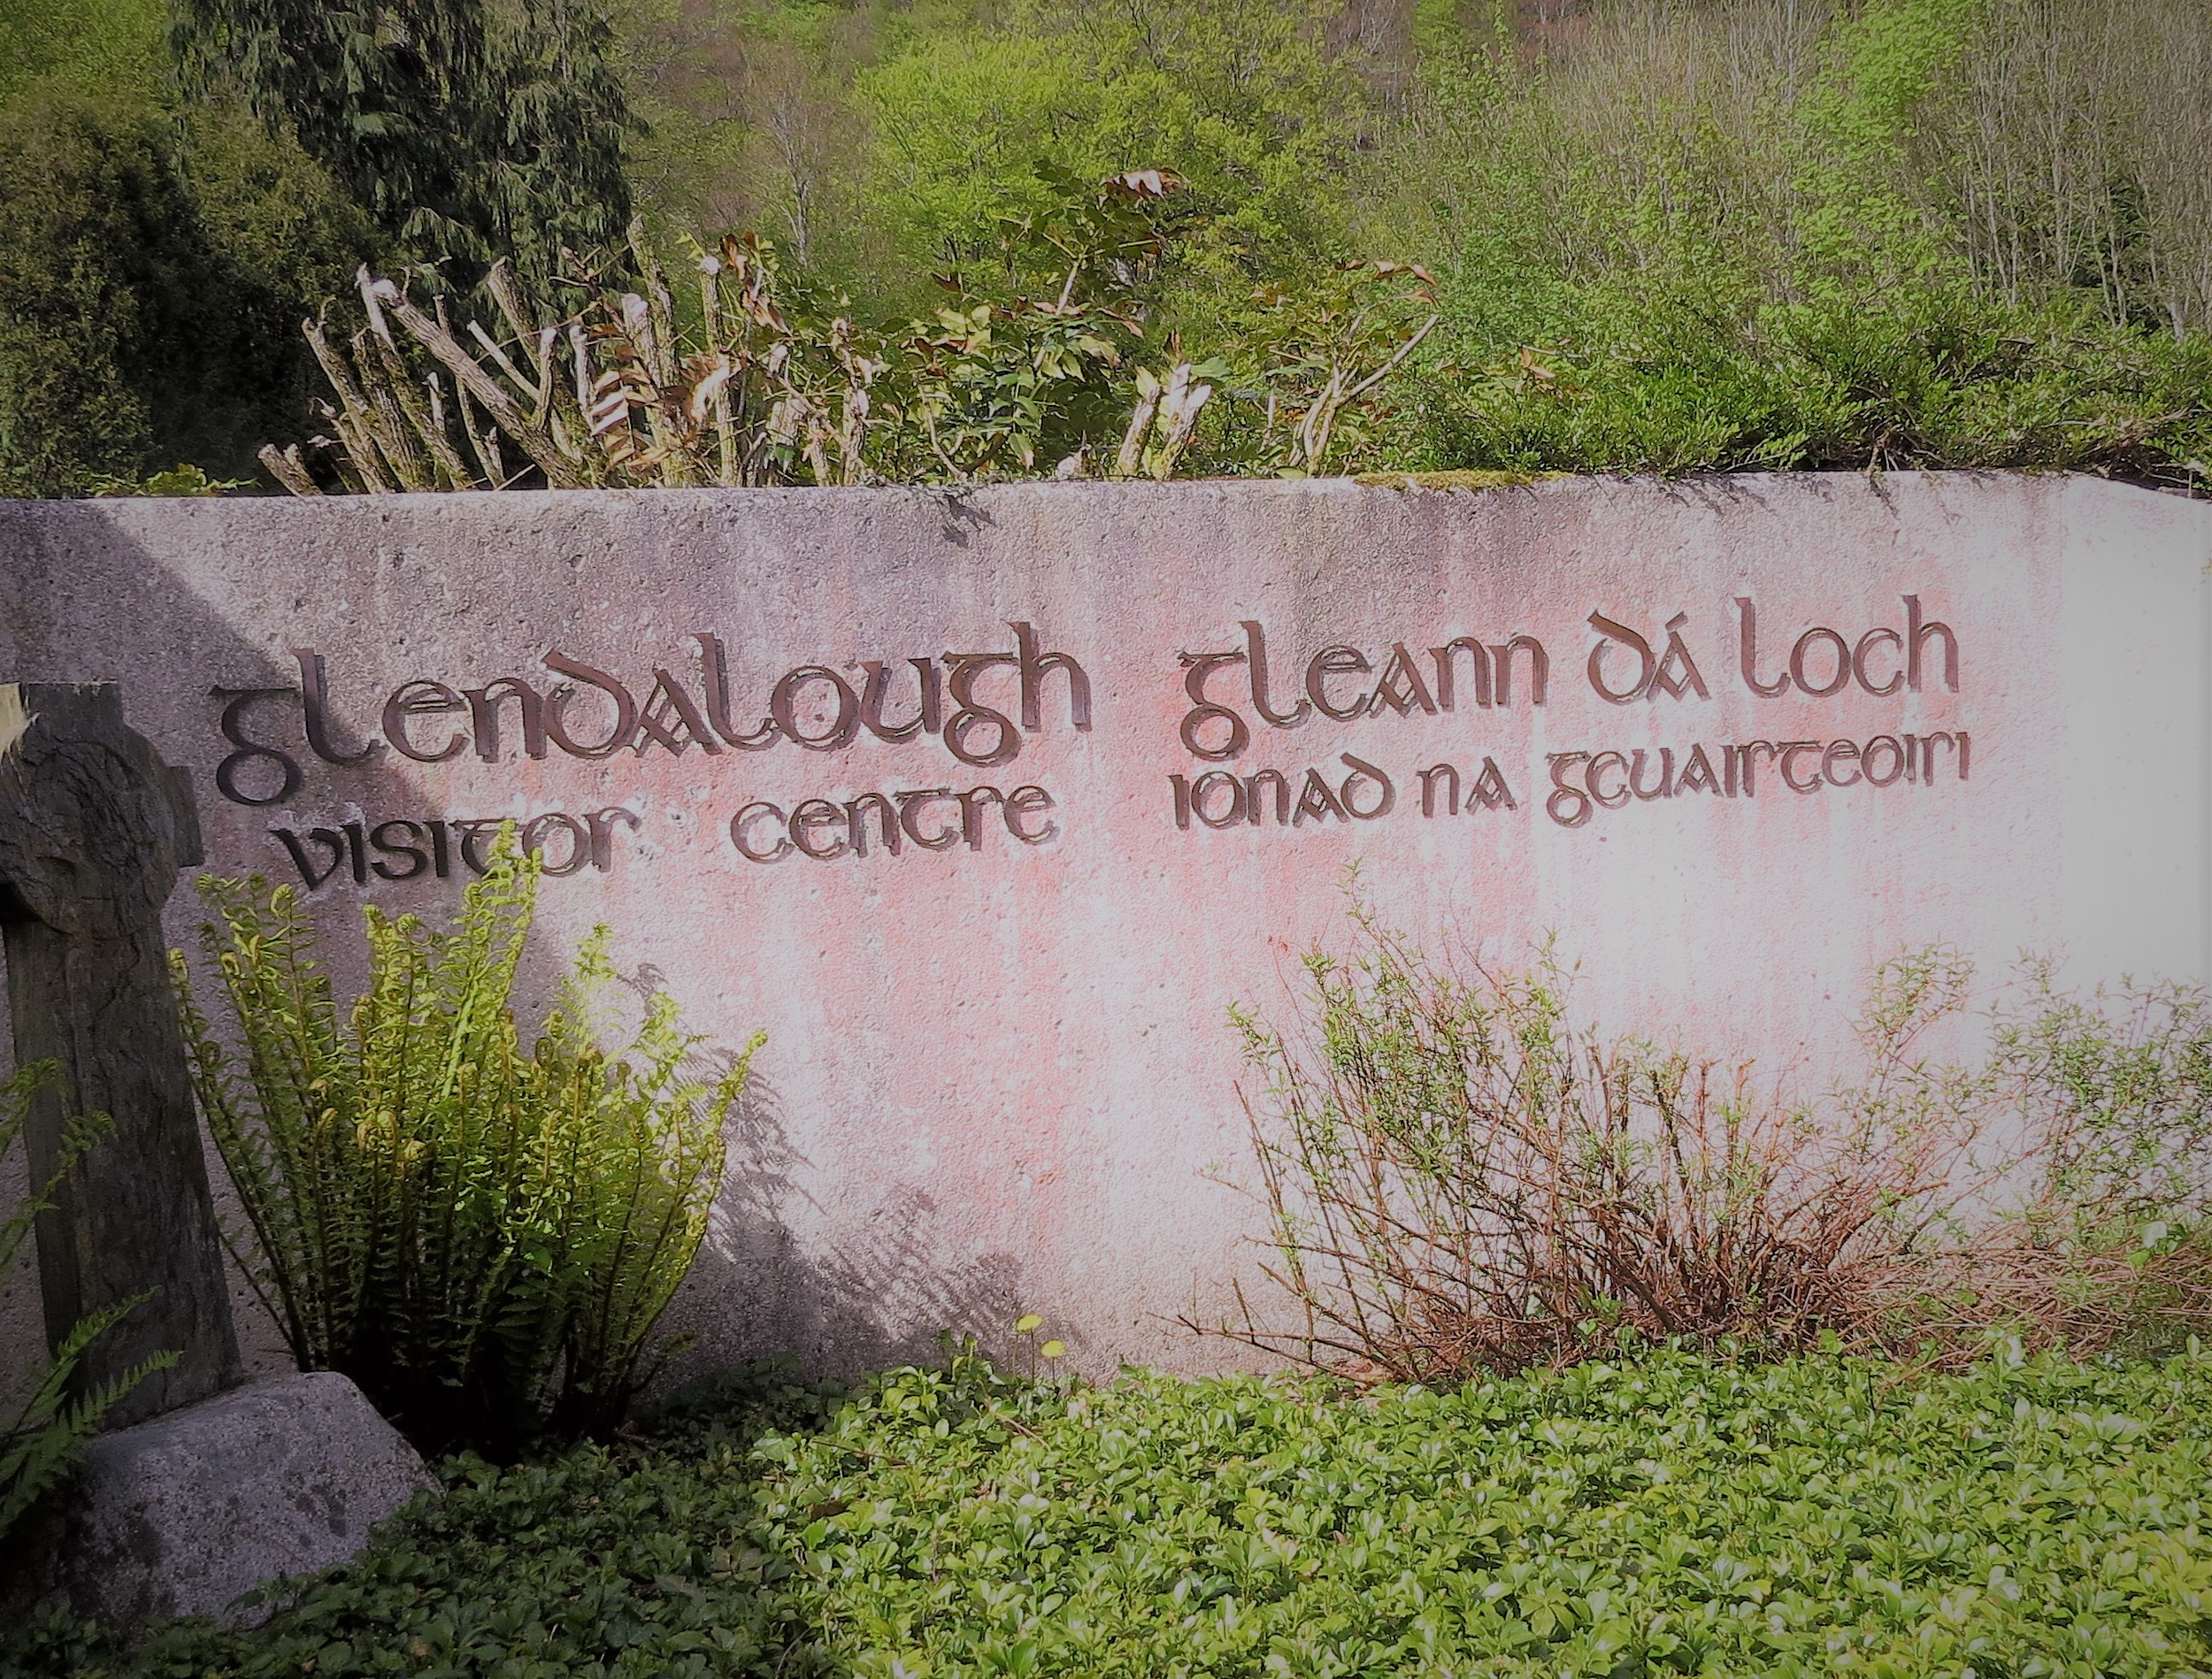 glendalough
visitor centre
gleann dá loch
ionad na gcuairteoirí